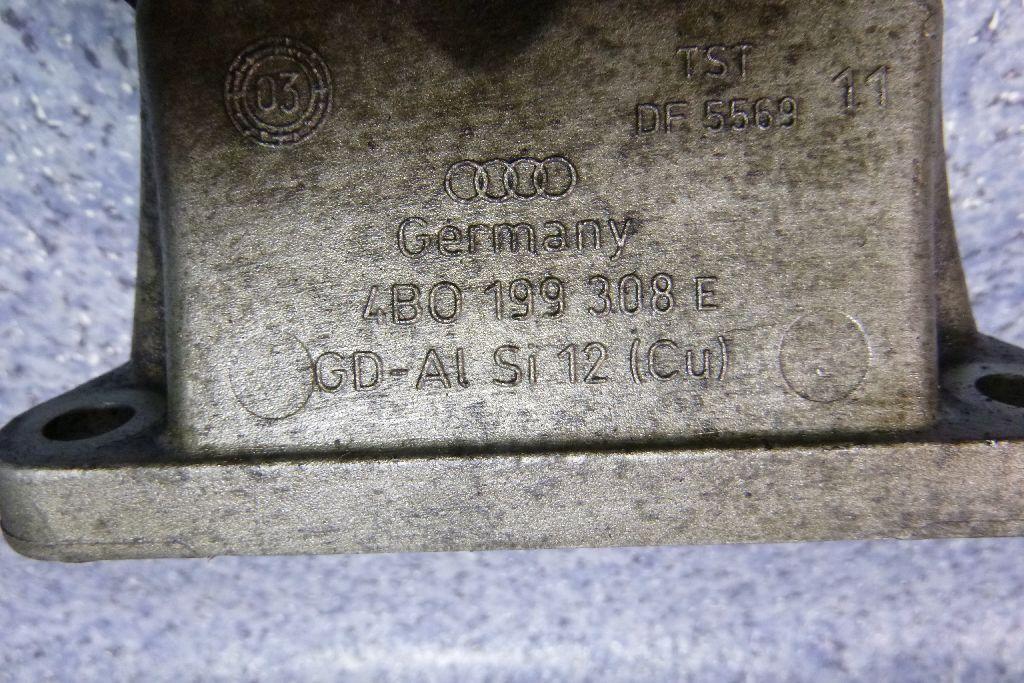 03
TST
DF 5569
11
Germany
4B0 199 308 E
GD-Al Si 12 (Cu)